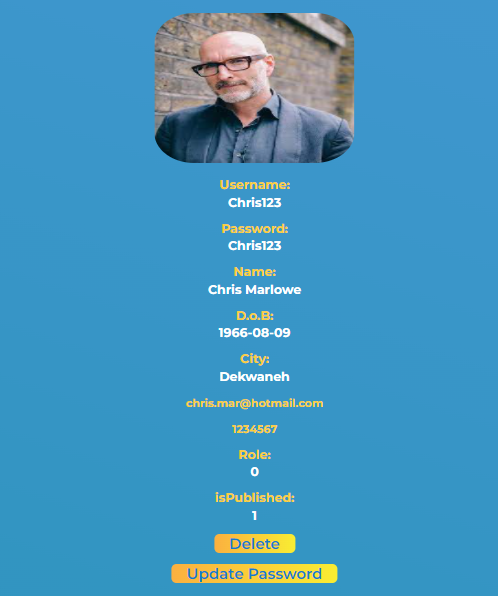 Username:
Chris123
Password:
Chris123
Name:
Chris Marlowe
D.o.B:
1966-08-09
City:
Dekwaneh
chris.mar@hotmail.com
1234567
Role:
0
isPublished:
1
Delete
Update Password